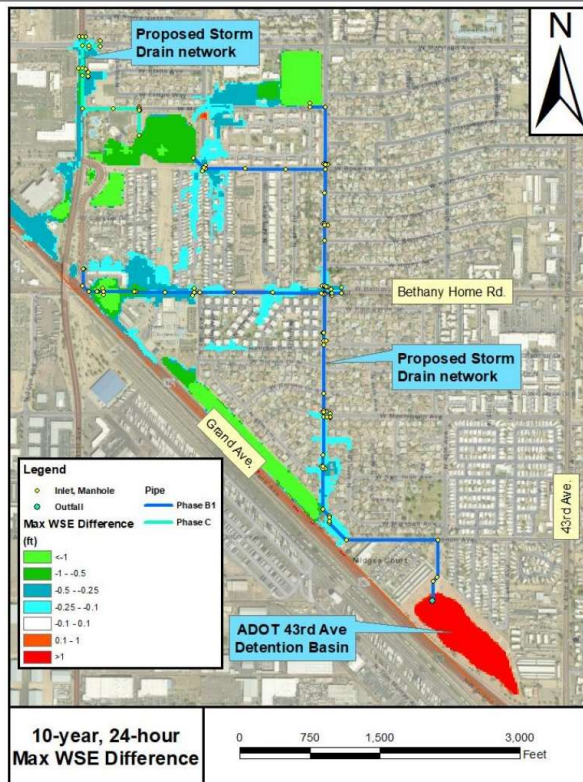 Proposed Storm
Drain network
N
Bethany Home Rd.
Proposed Storm
Drain network
Grand Ave.
43rd Ave.
Legend
Inlet, Manhole
Outfall
Pipe
Phase B1
Phase C
Max WSE Difference
(ft)
<-1
-1 - -0.5
-0.5 - -0.25
-0.25 - -0.1
-0.1 - 0.1
0.1 - 1
>1
ADOT 43rd Ave
Detention Basin
10-year, 24-hour
Max WSE Difference
0 750 1,500 3,000
Feet